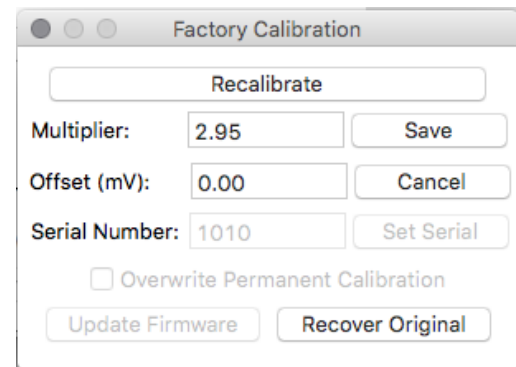 Factory Calibration
Recalibrate
Multiplier: 2.95 Save
Offset (mV): 0.00 Cancel
Serial Number: 1010 Set Serial
Overwrite Permanent Calibration
Update Firmware Recover Original